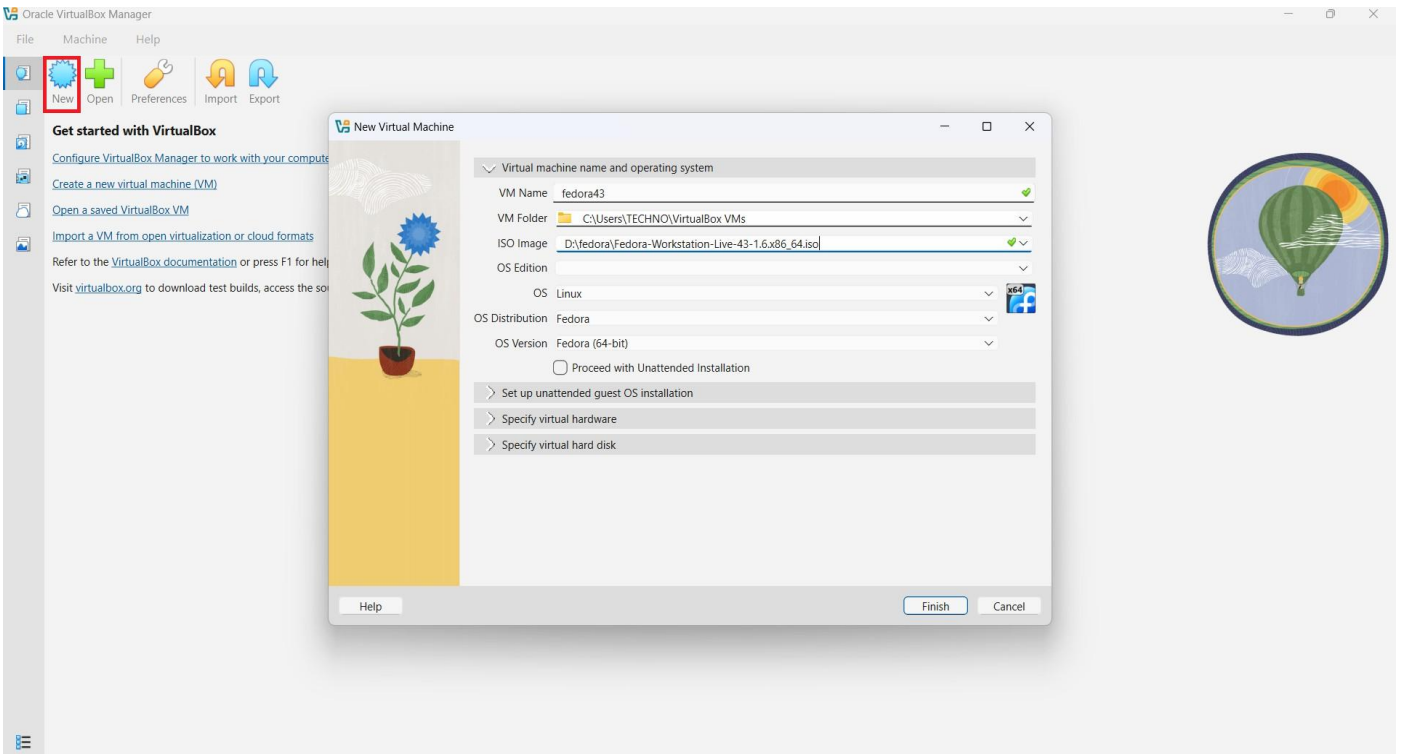 Oracle VirtualBox Manager
File Machine Help
New Open Preferences Import Export
Get started with VirtualBox
Configure VirtualBox Manager to work with your compute
Create a new virtual machine (VM)
Open a saved VirtualBox VM
Import a VM from open virtualization or cloud formats
Refer to the VirtualBox documentation or press F1 for hel
Visit virtualbox.org to download test builds, access the so
New Virtual Machine
Virtual machine name and operating system
VM Name fedora43
VM Folder C:\Users\TECHNO\VirtualBox VMs
ISO Image D:\fedora\Fedora-Workstation-Live-43-1.6.x86_64.iso
OS Edition
OS Linux
x64
OS Distribution Fedora
OS Version Fedora (64-bit)
Proceed with Unattended Installation
Set up unattended guest OS installation
Specify virtual hardware
Specify virtual hard disk
Help Finish Cancel